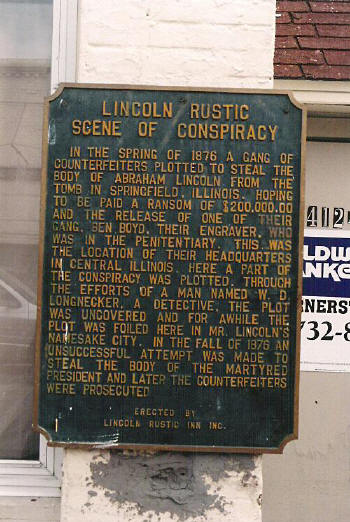 LINCOLN RUSTIC
SCENE OF CONSPIRACY
IN THE SPRING OF 1876 A GANG OF
COUNTERFEITERS PLOTTED TO STEAL THE
BODY OF ABRAHAM LINCOLN FROM THE
TOMB IN SPRINGFIELD, ILLINOIS, HOPING
TO BE PAID A RANSOM OF $200,000.00
AND THE RELEASE OF ONE OF THEIR
GANG, BEN BOYD, THEIR ENGRAVER, WHO
WAS IN THE PENITENTIARY. THIS WAS
THE LOCATION OF THEIR HEADQUARTERS
IN CENTRAL ILLINOIS. HERE A PART OF
THE CONSPIRACY WAS PLOTTED. THROUGH
THE EFFORTS OF A MAN NAMED W. D.
LONGNECKER, A DETECTIVE, THE PLOT
WAS UNCOVERED AND FOR AWHILE THE
PLOT WAS FOILED HERE IN MR. LINCOLN'S
NAMESAKE CITY. IN THE FALL OF 1876 AN
UNSUCCESSFUL ATTEMPT WAS MADE TO
STEAL THE BODY OF THE MARTYRED
PRESIDENT AND LATER THE COUNTERFEITERS
WERE PROSECUTED
ERECTED BY
LINCOLN RUSTIC INN INC.
412
LDW
NKE
NERST
732-8